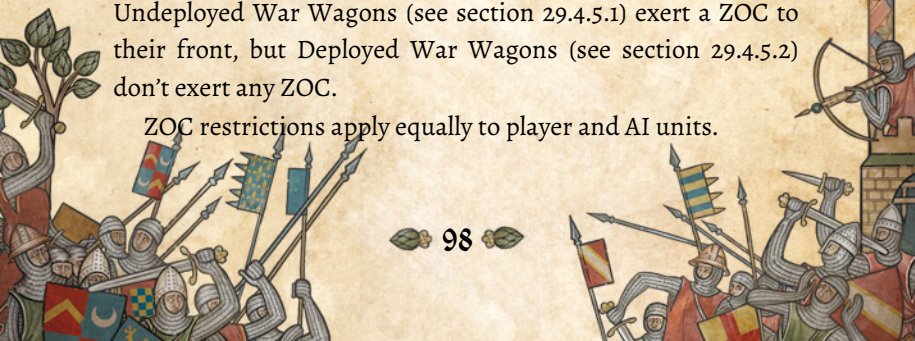 Undeployed War Wagons (see section 29.4.5.1) exert a ZOC to
their front, but Deployed War Wagons (see section 29.4.5.2)
don’t exert any ZOC.
ZOC restrictions apply equally to player and AI units.
98